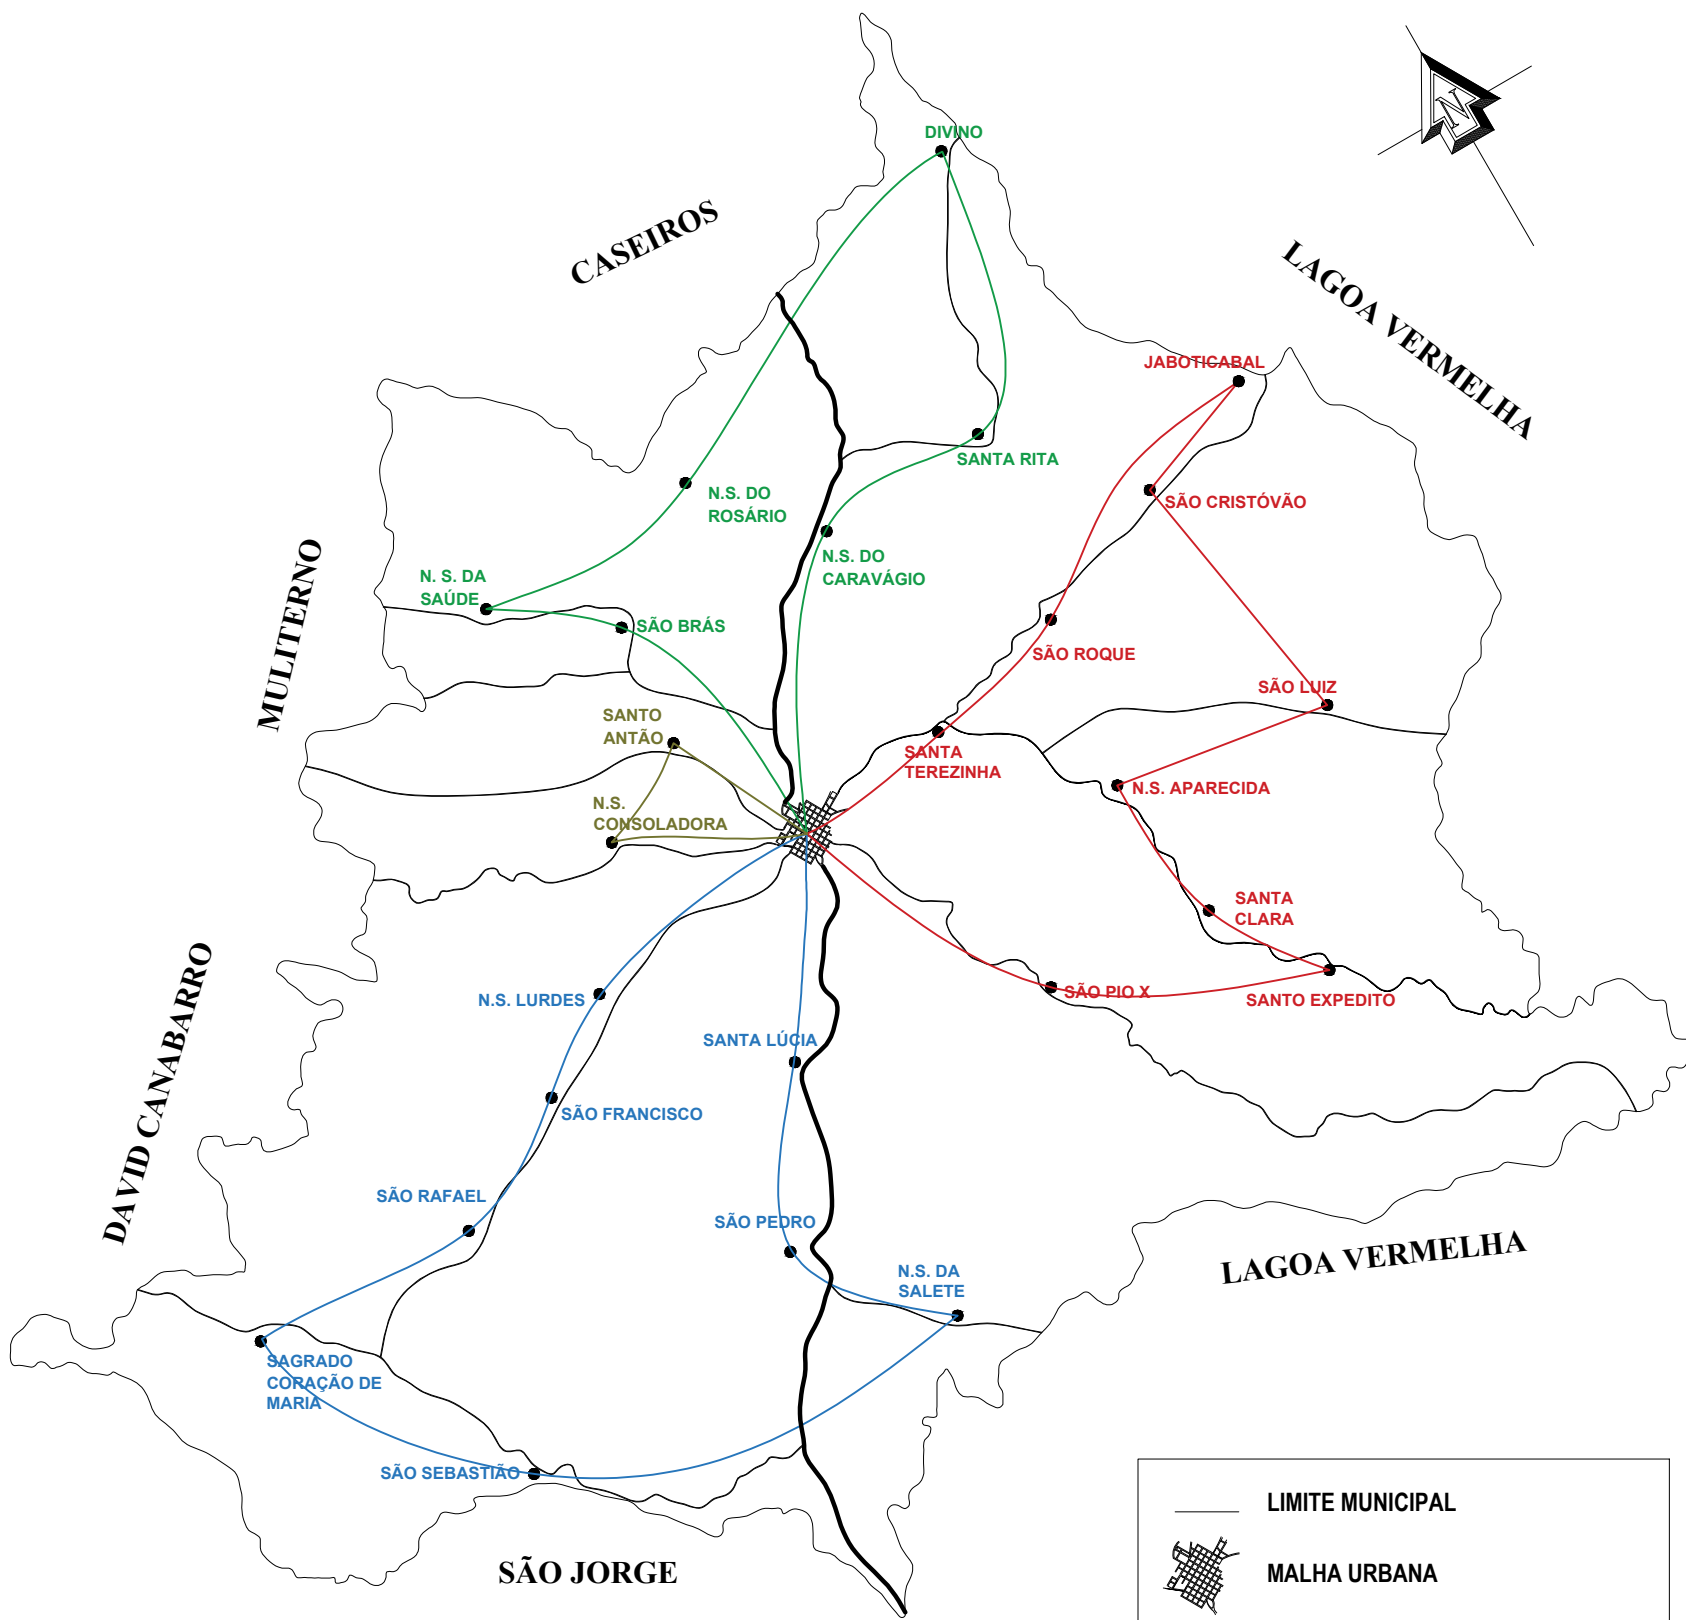 DIVINO
N
CASEIROS
LAGOA VERMELHA
JABOTICABAL
SANTA RITA
N.S. DO
ROSÁRIO
SÃO CRISTÓVÃO
N.S. DO
CARAVÁGIO
MULITERNO
N. S. DA
SAÚDE
SÃO BRÁS
SÃO ROQUE
SÃO LUIZ
SANTO
ANTÃO
SANTA
TEREZINHA
N.S. APARECIDA
N.S.
CONSOLADORA
SANTA
CLARA
DAVID CANABARRO
N.S. LURDES
SÃO PIO X
SANTO EXPEDITO
SANTA LÚCIA
SÃO FRANCISCO
SÃO RAFAEL
SÃO PEDRO
N.S. DA
SALETE
LAGOA VERMELHA
SAGRADO
CORAÇÃO DE
MARIA
SÃO SEBASTIÃO
SÃO JORGE
LIMITE MUNICIPAL
MALHA URBANA